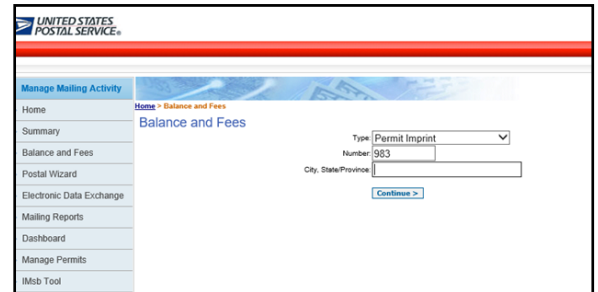 UNITED STATES
POSTAL SERVICE®
Manage Mailing Activity
Home
Summary
Balance and Fees
Postal Wizard
Electronic Data Exchange
Mailing Reports
Dashboard
Manage Permits
IMsb Tool
Home > Balance and Fees
Balance and Fees
Type: Permit Imprint
Number: 983
City, State/Province:
Continue >